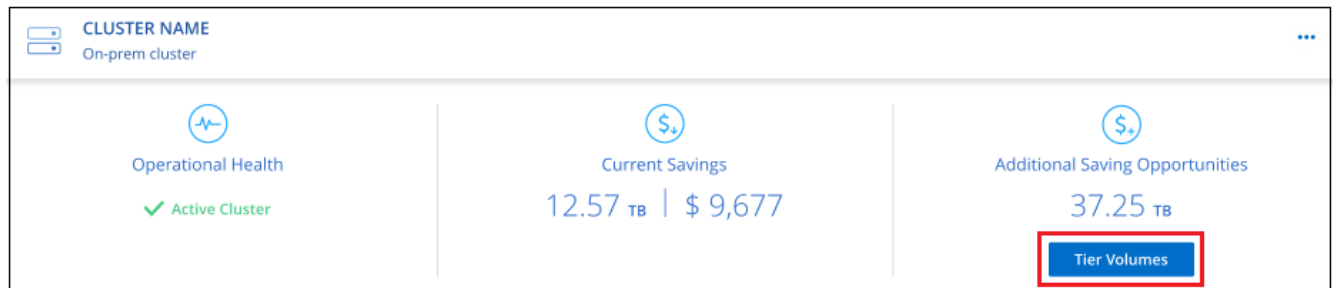 CLUSTER NAME
On-prem cluster
Operational Health
Active Cluster
Current Savings
12.57 TB | $ 9,677
Additional Saving Opportunities
37.25 TB
Tier Volumes